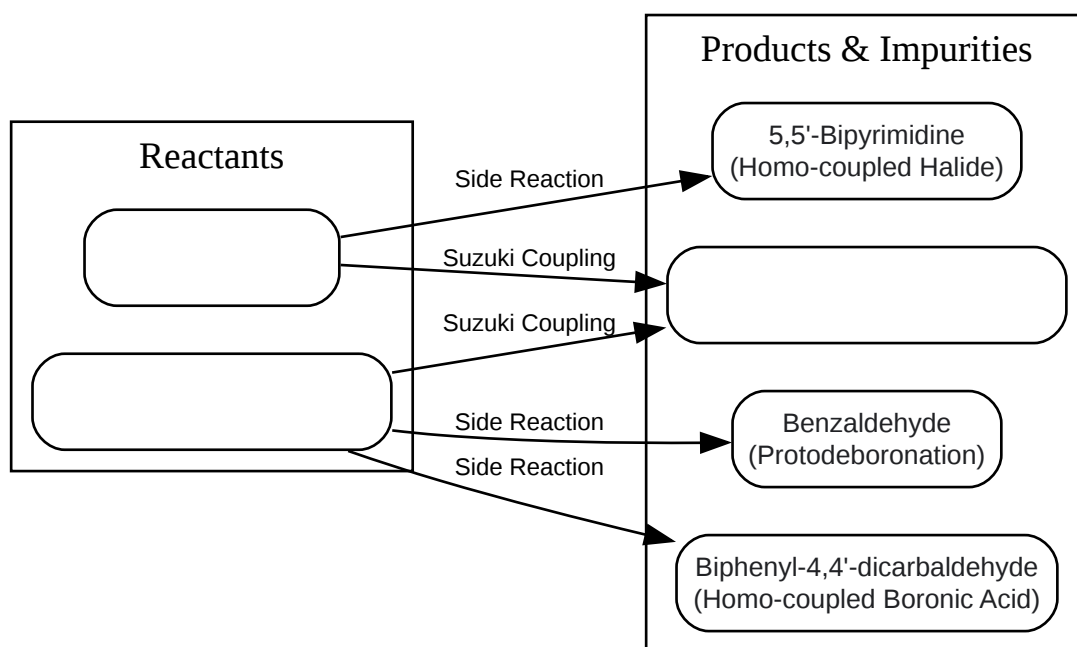 Products & Impurities
Reactants
5,5'-Bipyrimidine
(Homo-coupled Halide)
Side Reaction
Suzuki Coupling
Suzuki Coupling
Side Reaction
Benzaldehyde
(Protodeboronation)
Side Reaction
Biphenyl-4,4'-dicarbaldehyde
(Homo-coupled Boronic Acid)